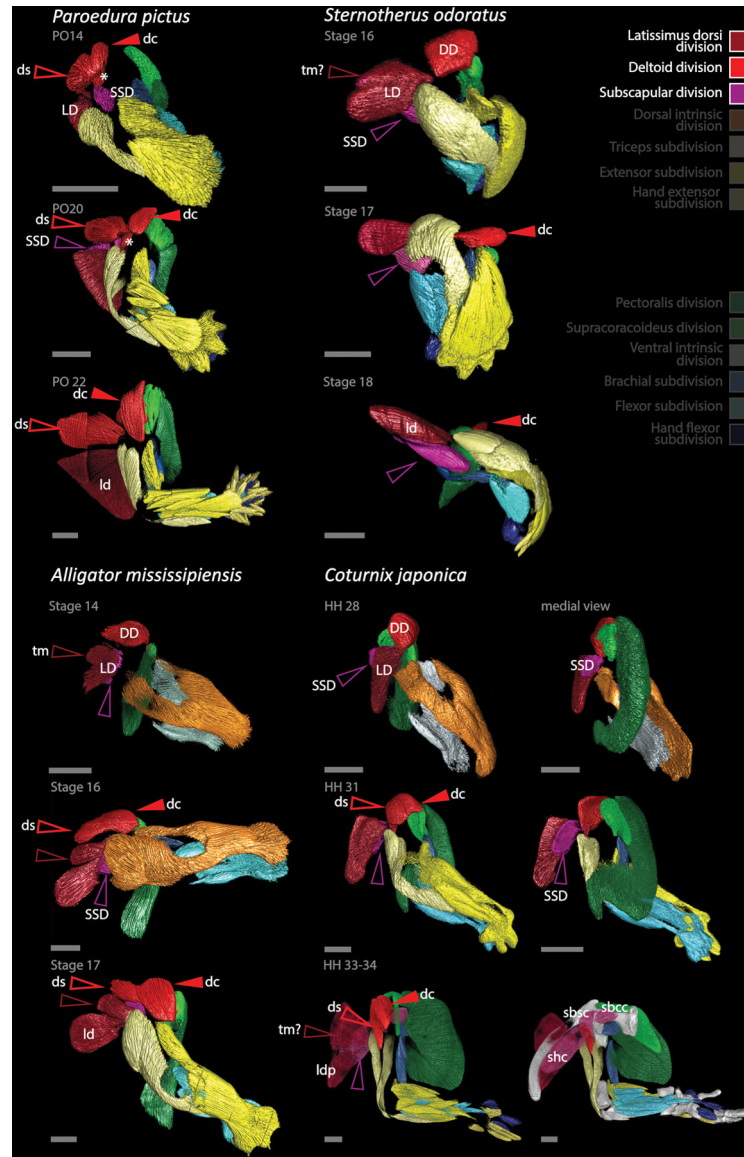 Paroedura pictus
PO14
dc
ds
*
SSD
LD
PO20
ds
dc
SSD
*
PO 22
dc
ds
ld
Sternotherus odoratus
Stage 16
DD
tm?
LD
SSD
Stage 17
dc
Stage 18
dc
ld
Latissimus dorsi
division
Deltoid division
Subscapular division
Dorsal intrinsic
division
Triceps subdivision
Extensor subdivision
Hand extensor
subdivision
Pectoralis division
Supracoracoideus division
Ventral intrinsic
division
Brachial subdivision
Flexor subdivision
Hand flexor
subdivision
Alligator mississipiensis
Stage 14
DD
tm
LD
Stage 16
dc
ds
SSD
Stage 17
ds
dc
ld
Coturnix japonica
HH 28
DD
SSD
LD
medial view
SSD
HH 31
ds
dc
SSD
HH 33-34
ds
dc
tm?
ldp
sbsc
sbcc
shc